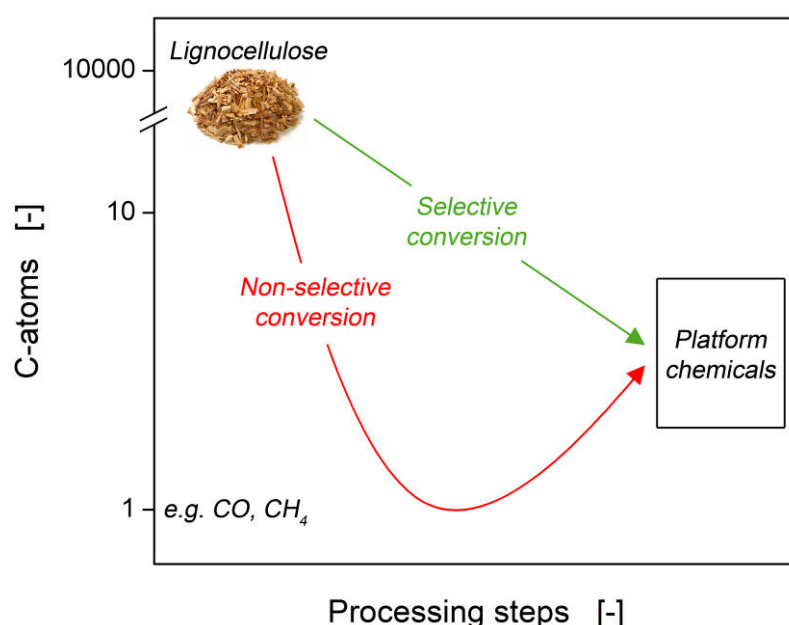 Lignocellulose
10000
10
1
C-atoms [-]
Selective
conversion
Non-selective
conversion
Platform
chemicals
e.g. CO, CH₄
Processing steps [-]